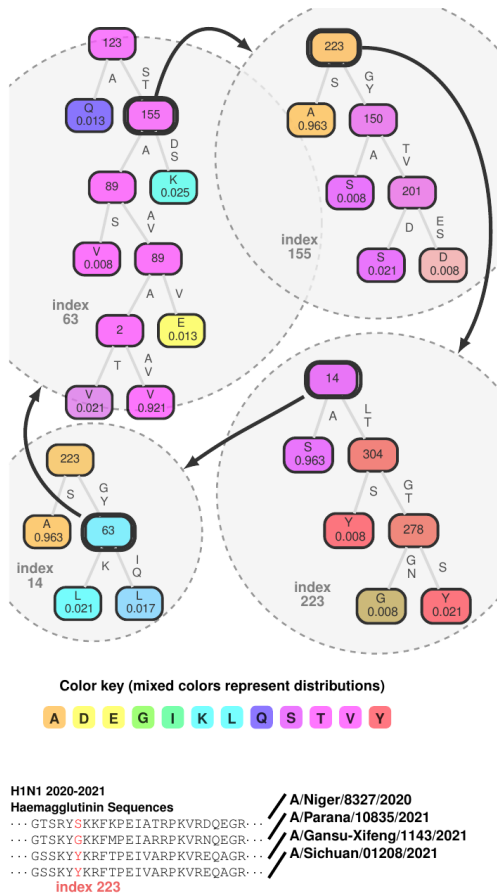 123
A
S
T
Q
0.013
155
A
D
S
K
0.025
89
S
A
V
V
0.008
89
A
V
2
E
0.013
T
A
V
V
0.021
V
0.921
index
63
223
S
G
Y
A
0.963
150
A
T
V
S
0.008
201
D
E
S
S
0.021
D
0.008
index
155
14
A
L
T
S
0.963
304
S
G
T
Y
0.008
278
G
N
S
G
0.008
Y
0.021
index
223
223
S
G
Y
A
0.963
63
K
I
Q
L
0.021
L
0.017
index
14
Color key (mixed colors represent distributions)
A D E G I K L Q S T V Y
H1N1 2020-2021
Haemagglutinin Sequences
··· GTSRYSKKFKPEIATRPKVRDQEGR ··· A/Niger/8327/2020
··· GTSKYGKKFMPEIARRPKVRNQEGR ··· A/Parana/10835/2021
··· GSSKYYKKFTPEIVARPKVREQAGR ··· A/Gansu-Xifeng/1143/2021
··· GSSRYYKRFTPEIVRRPKVREQAGR ··· A/Sichuan/01208/2021
index 223